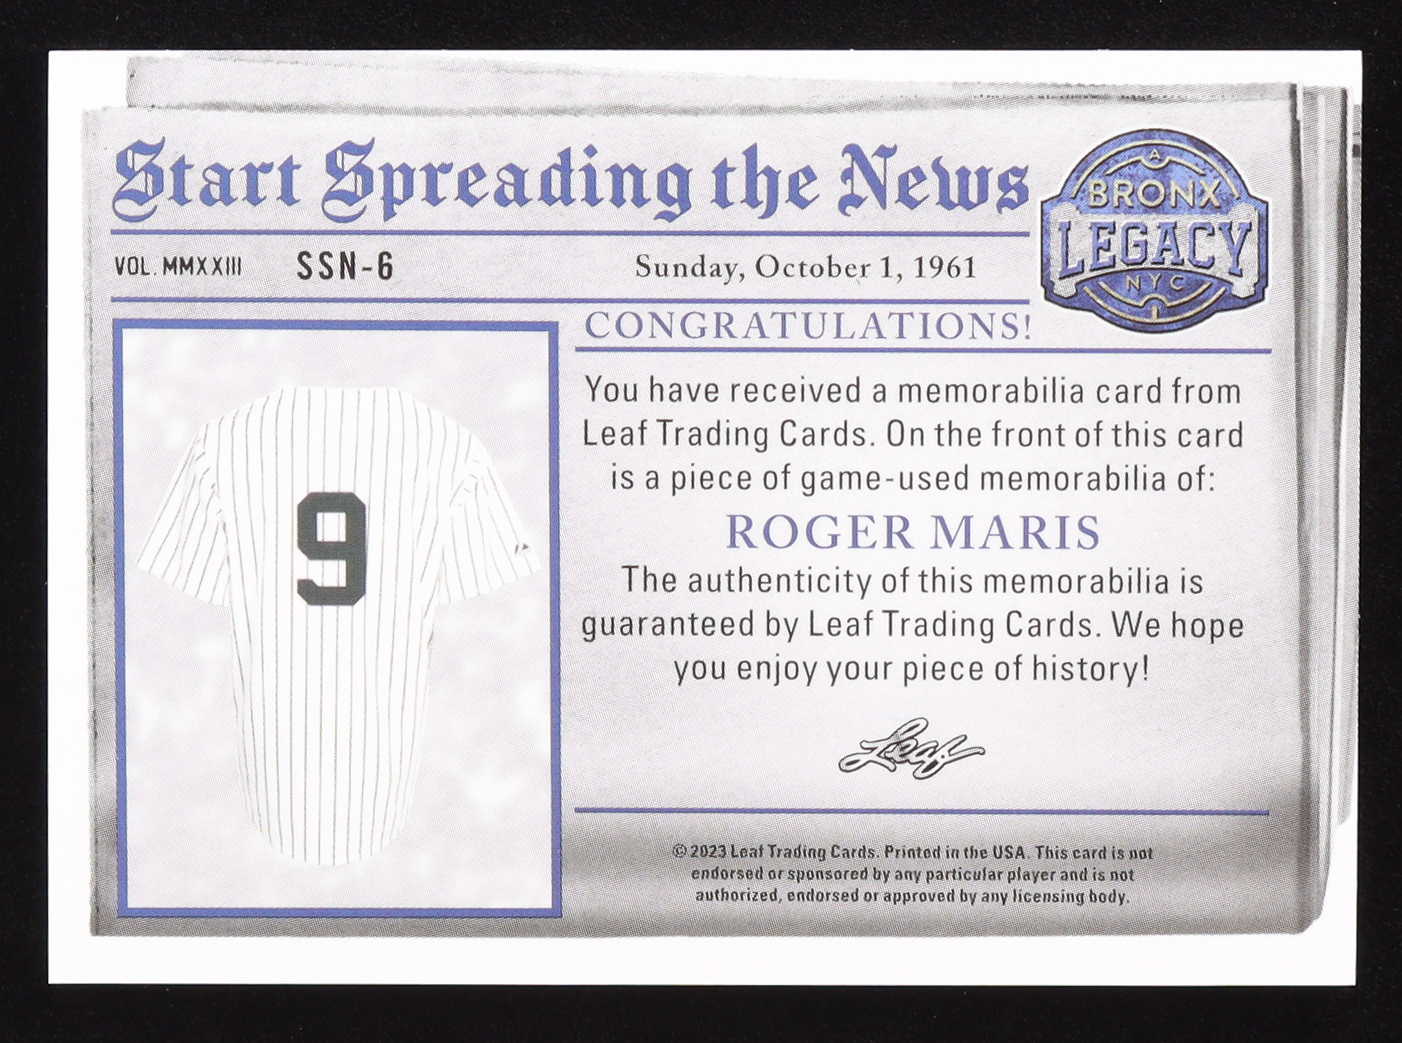 Start Spreading the News
A
BRONX
LEGACY
NYC
VOL. MMXXIII SSN-6 Sunday, October 1, 1961
CONGRATULATIONS!
You have received a memorabilia card from
Leaf Trading Cards. On the front of this card
is a piece of game-used memorabilia of:
ROGER MARIS
The authenticity of this memorabilia is
guaranteed by Leaf Trading Cards. We hope
you enjoy your piece of history!
9
Leaf
© 2023 Leaf Trading Cards. Printed in the USA. This card is not
endorsed or sponsored by any particular player and is not
authorized, endorsed or approved by any licensing body.